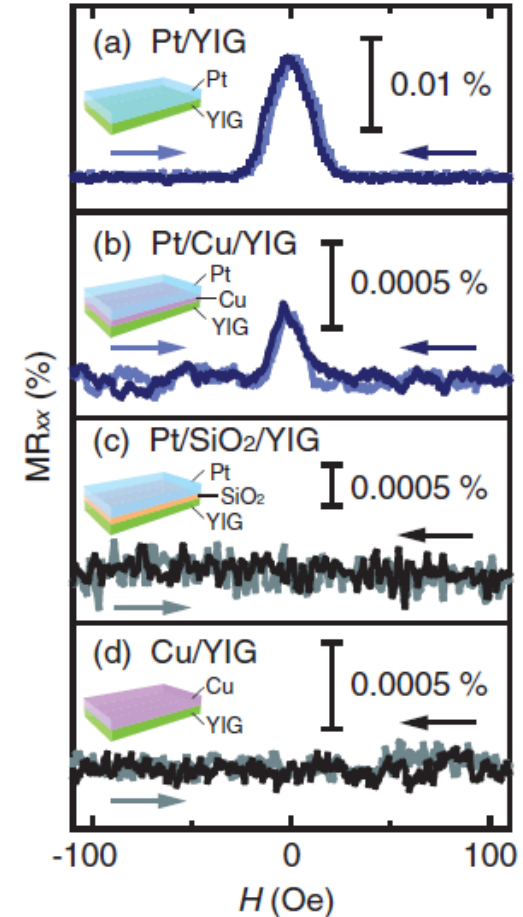 (a) Pt/YIG
Pt
YIG
0.01 %
(b) Pt/Cu/YIG
Pt
Cu
YIG
0.0005 %
(c) Pt/SiO₂/YIG
Pt
SiO₂
YIG
0.0005 %
(d) Cu/YIG
Cu
YIG
0.0005 %
MRxx (%)
-100 0 100
H (Oe)